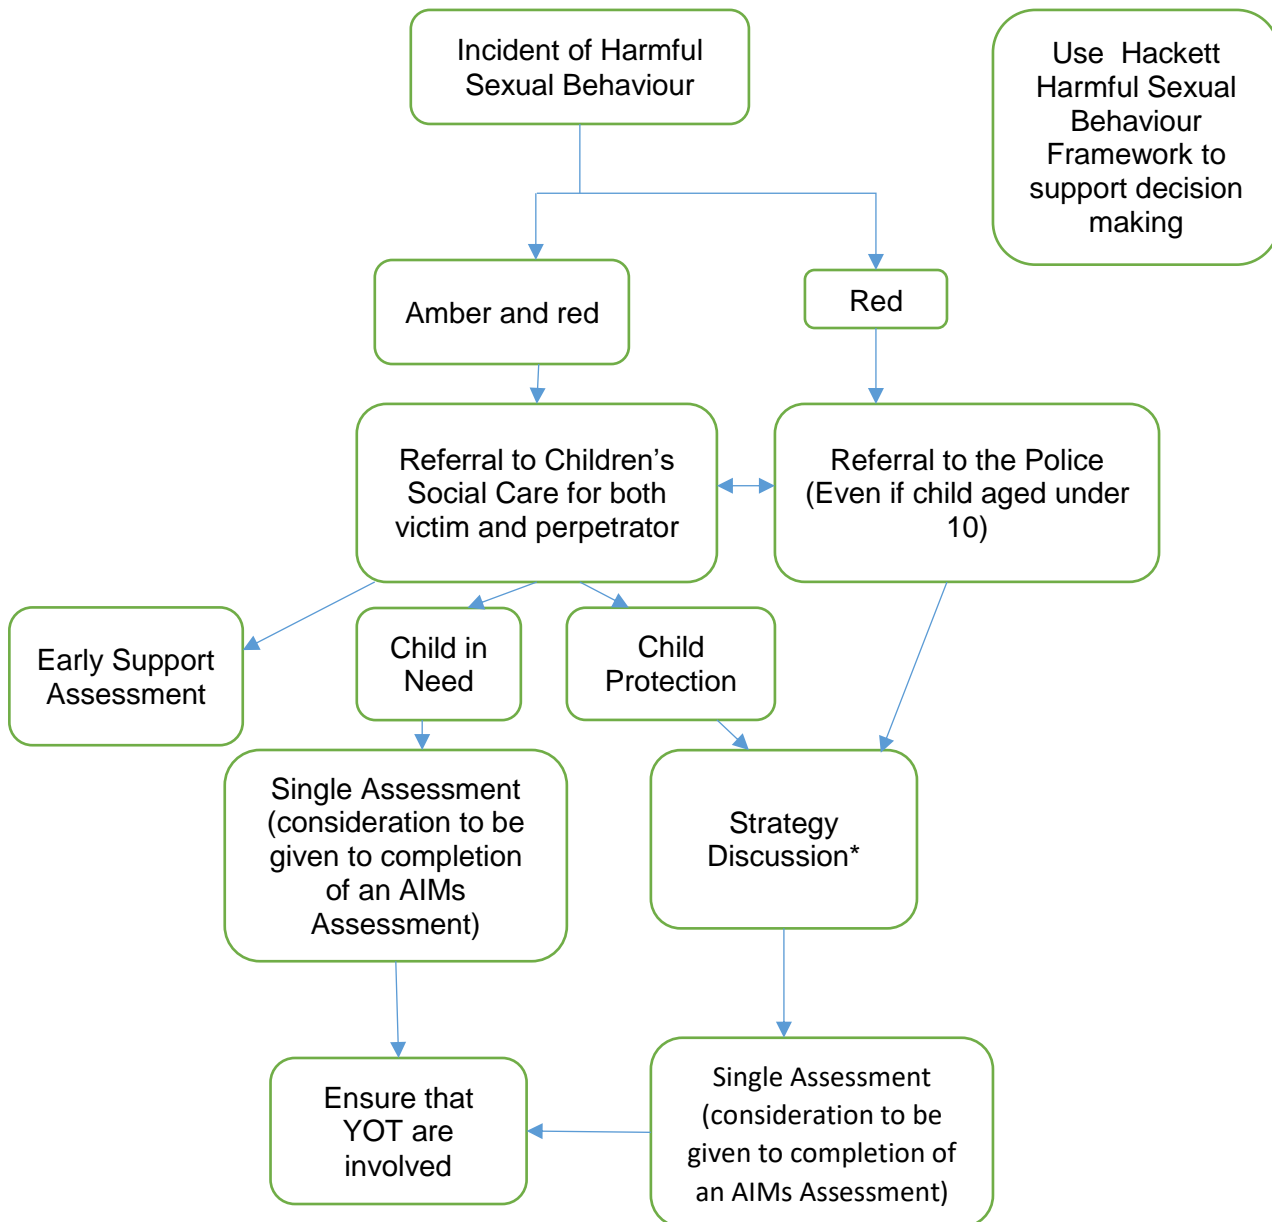 Incident of Harmful
Sexual Behaviour
Use Hackett
Harmful Sexual
Behaviour
Framework to
support decision
making
Amber and red
Red
Referral to Children’s
Social Care for both
victim and perpetrator
Referral to the Police
(Even if child aged under
10)
Early Support
Assessment
Child in
Need
Child
Protection
Single Assessment
(consideration to be
given to completion
of an AIMs
Assessment)
Strategy
Discussion*
Ensure that
YOT are
involved
Single Assessment
(consideration to be
given to completion of
an AIMs Assessment)